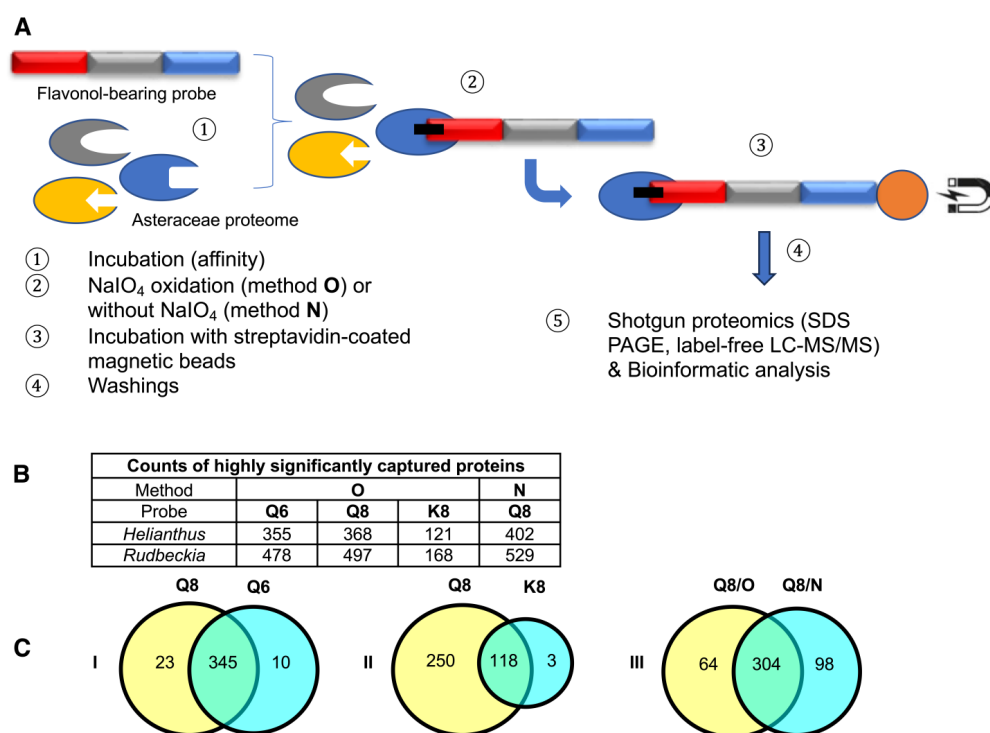 A
Flavonol-bearing probe
①
②
Asteraceae proteome
③
④
① Incubation (affinity)
② NaIO₄ oxidation (method O) or
without NaIO₄ (method N)
③ Incubation with streptavidin-coated
magnetic beads
④ Washings
⑤ Shotgun proteomics (SDS
PAGE, label-free LC-MS/MS)
& Bioinformatic analysis
B
Counts of highly significantly captured proteins
Method O N
Probe Q6 Q8 K8 Q8
Helianthus 355 368 121 402
Rudbeckia 478 497 168 529
C
I
Q8 Q6
23 345 10
II
Q8 K8
250 118 3
III
Q8/O Q8/N
64 304 98